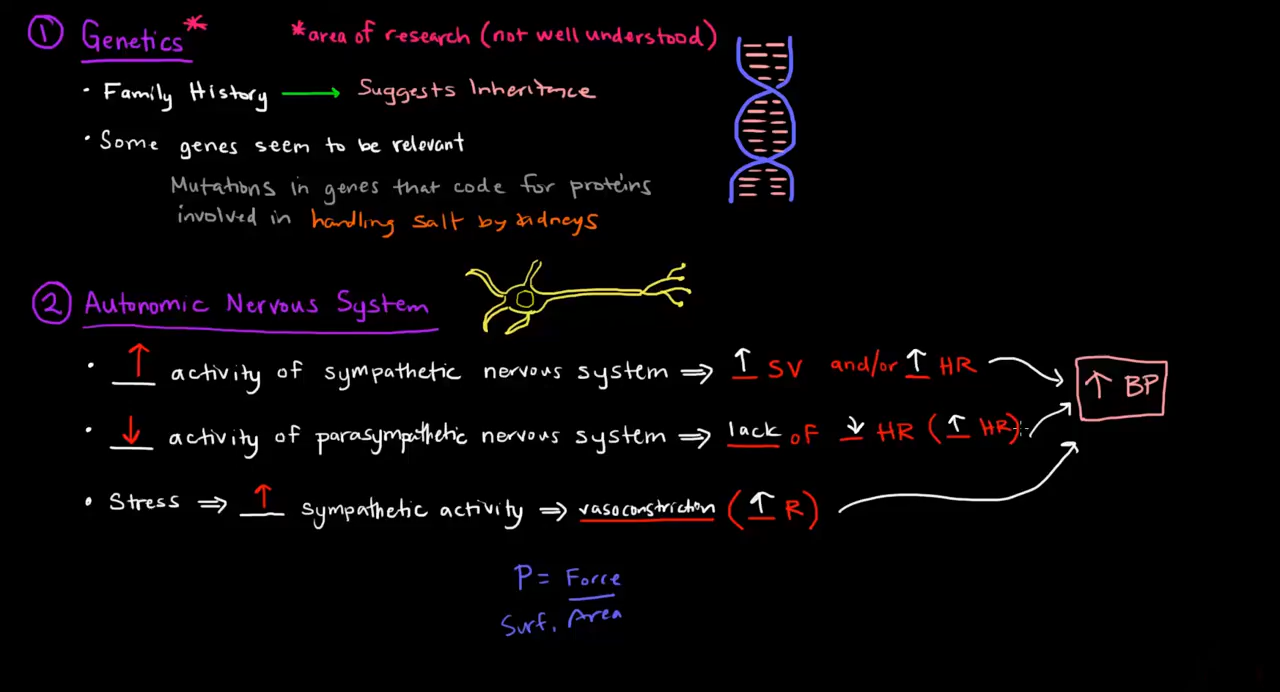 1 Genetics*
*area of research (not well understood)
• Family History → Suggests Inheritence
• Some genes seem to be relevant
Mutations in genes that code for proteins
involved in handling salt by kidneys
2 Autonomic Nervous System
• ↑ activity of sympathetic nervous system ⇒ ↑ SV and/or ↑ HR
↑ BP
• ↓ activity of parasympathetic nervous system ⇒ lack of ↓ HR (↑ HR)
• Stress ⇒ ↑ sympathetic activity ⇒ vasoconstriction (↑ R)
P = Force
Surf. Area